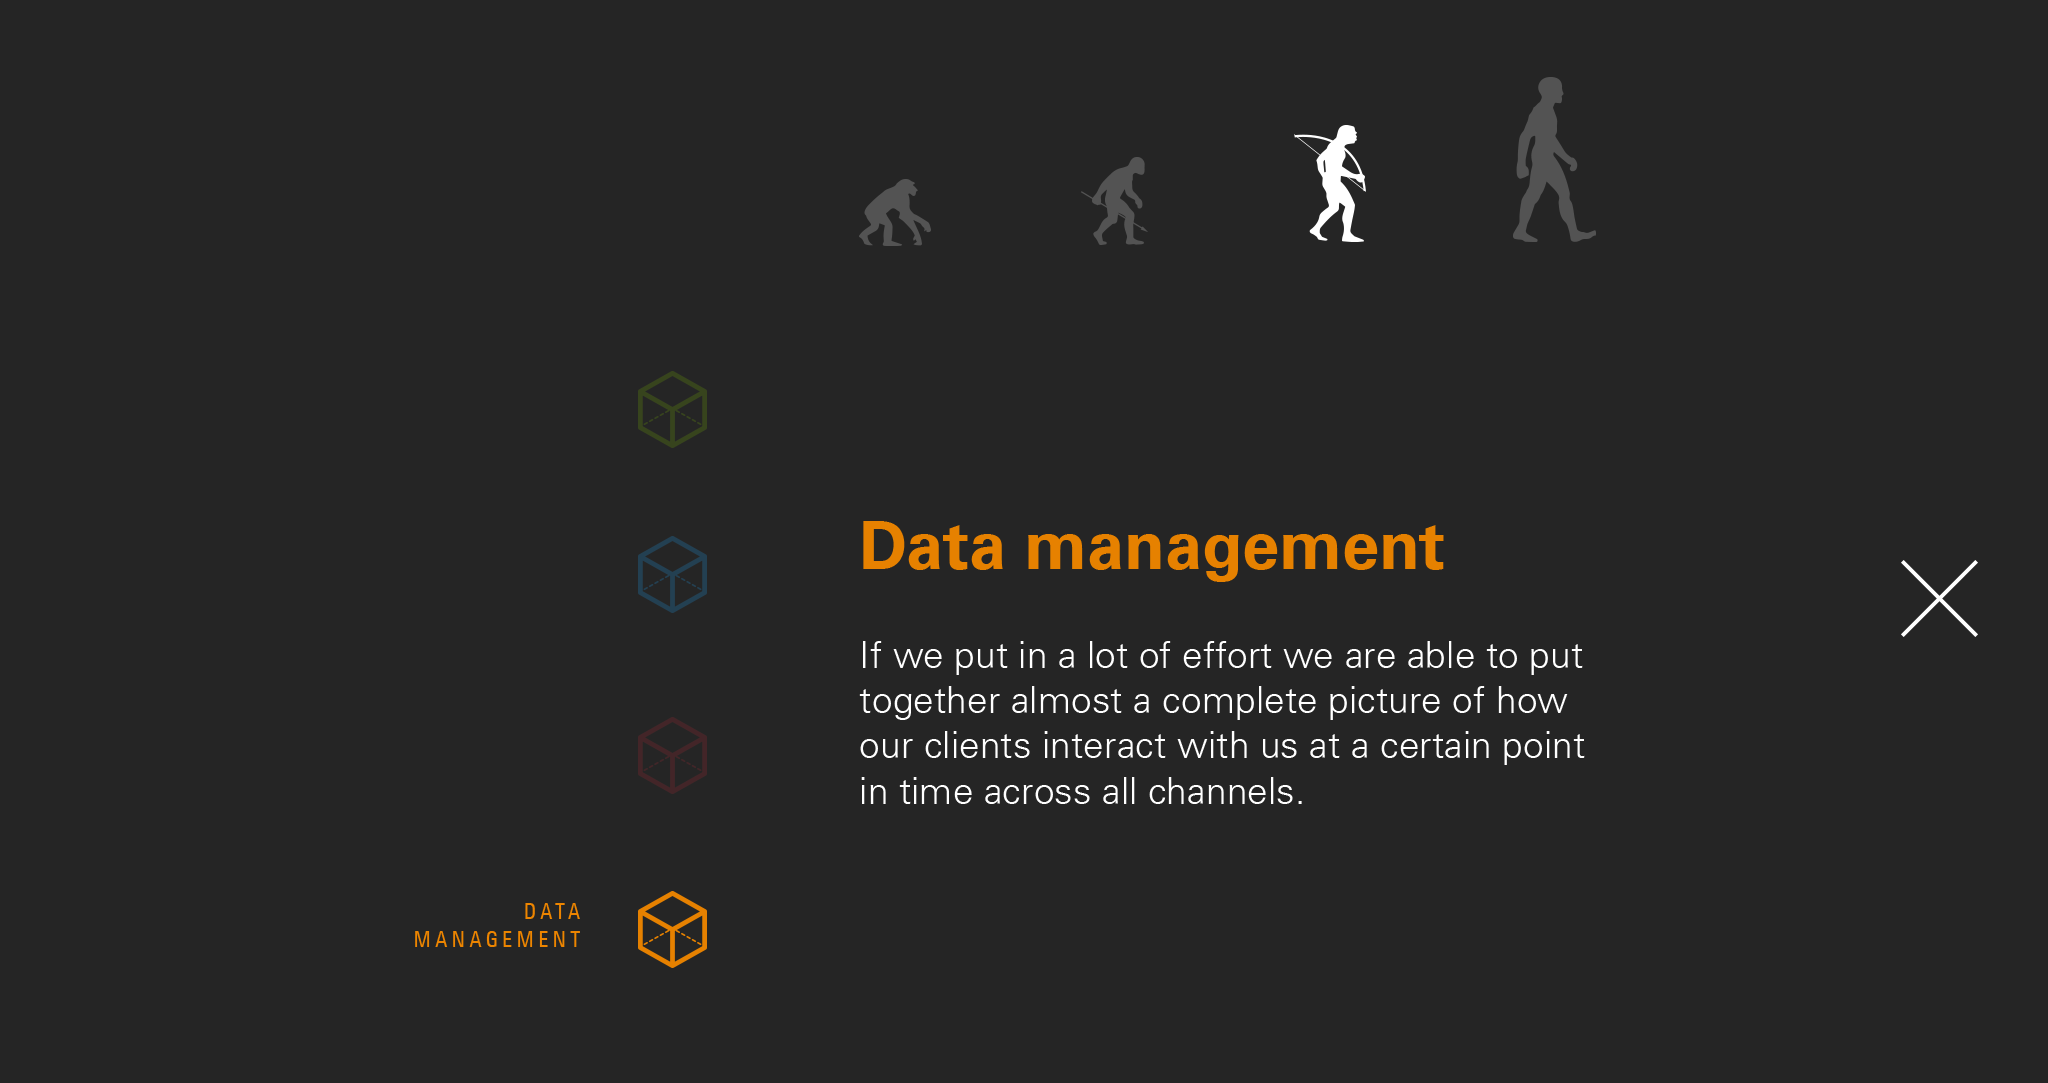 Data management
If we put in a lot of effort we are able to put
together almost a complete picture of how
our clients interact with us at a certain point
in time across all channels.
DATA
MANAGEMENT